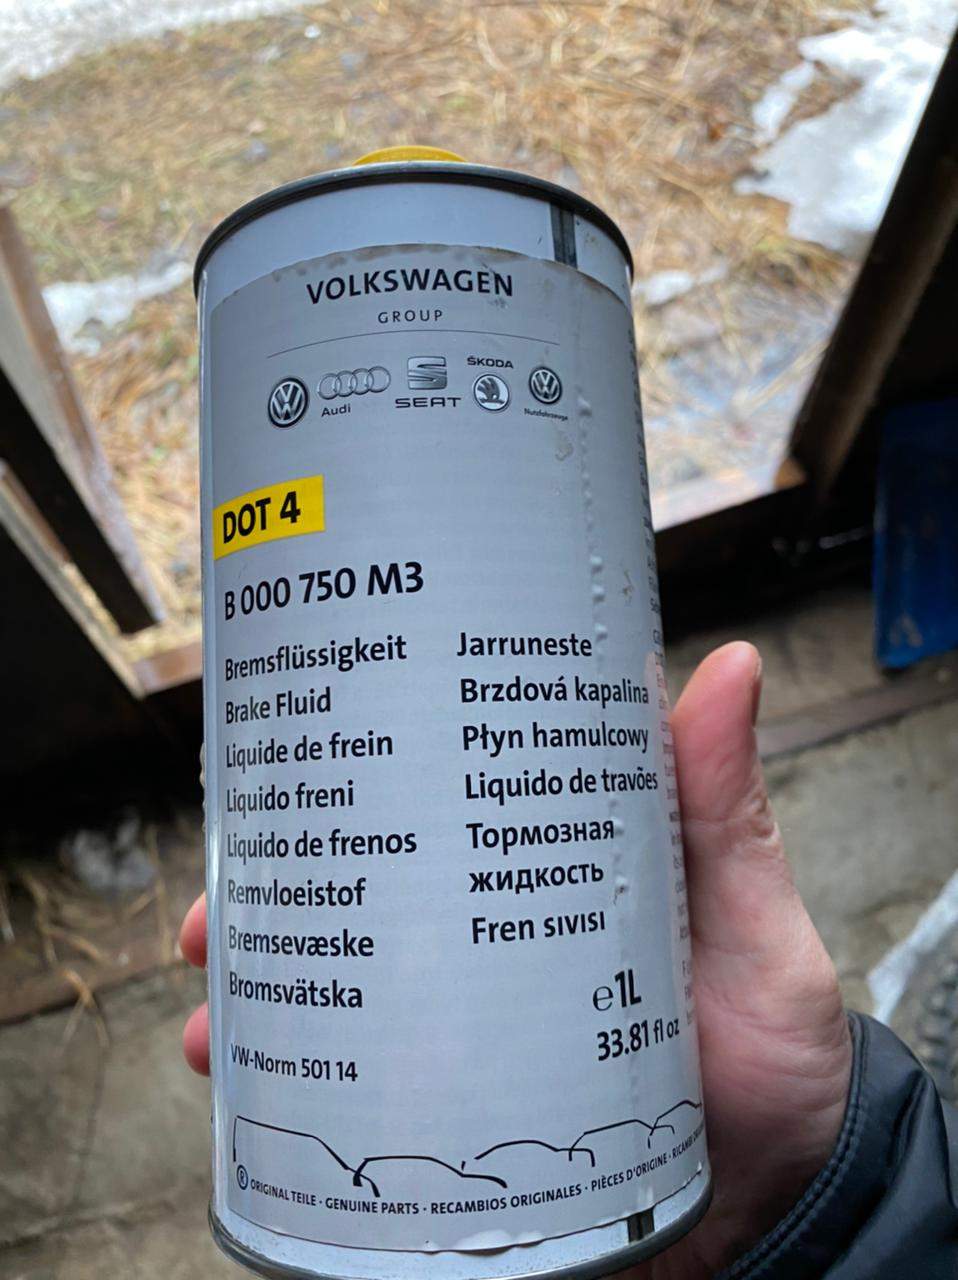 VOLKSWAGEN
GROUP
Audi
SEAT
ŠKODA
Nutzfahrzeuge
DOT 4
B 000 750 M3
Bremsflüssigkeit
Brake Fluid
Liquide de frein
Liquido freni
Liquido de frenos
Remvloeistof
Bremsevæske
Bromsvätska
Jarruneste
Brzdová kapalina
Płyn hamulcowy
Liquido de travões
Тормозная
жидкость
Fren sıvısı
e 1L
33.81 fl oz
VW-Norm 501 14
® ORIGINAL TEILE · GENUINE PARTS · RECAMBIOS ORIGINALES · PIÈCES D'ORIGINE · RICAMBI